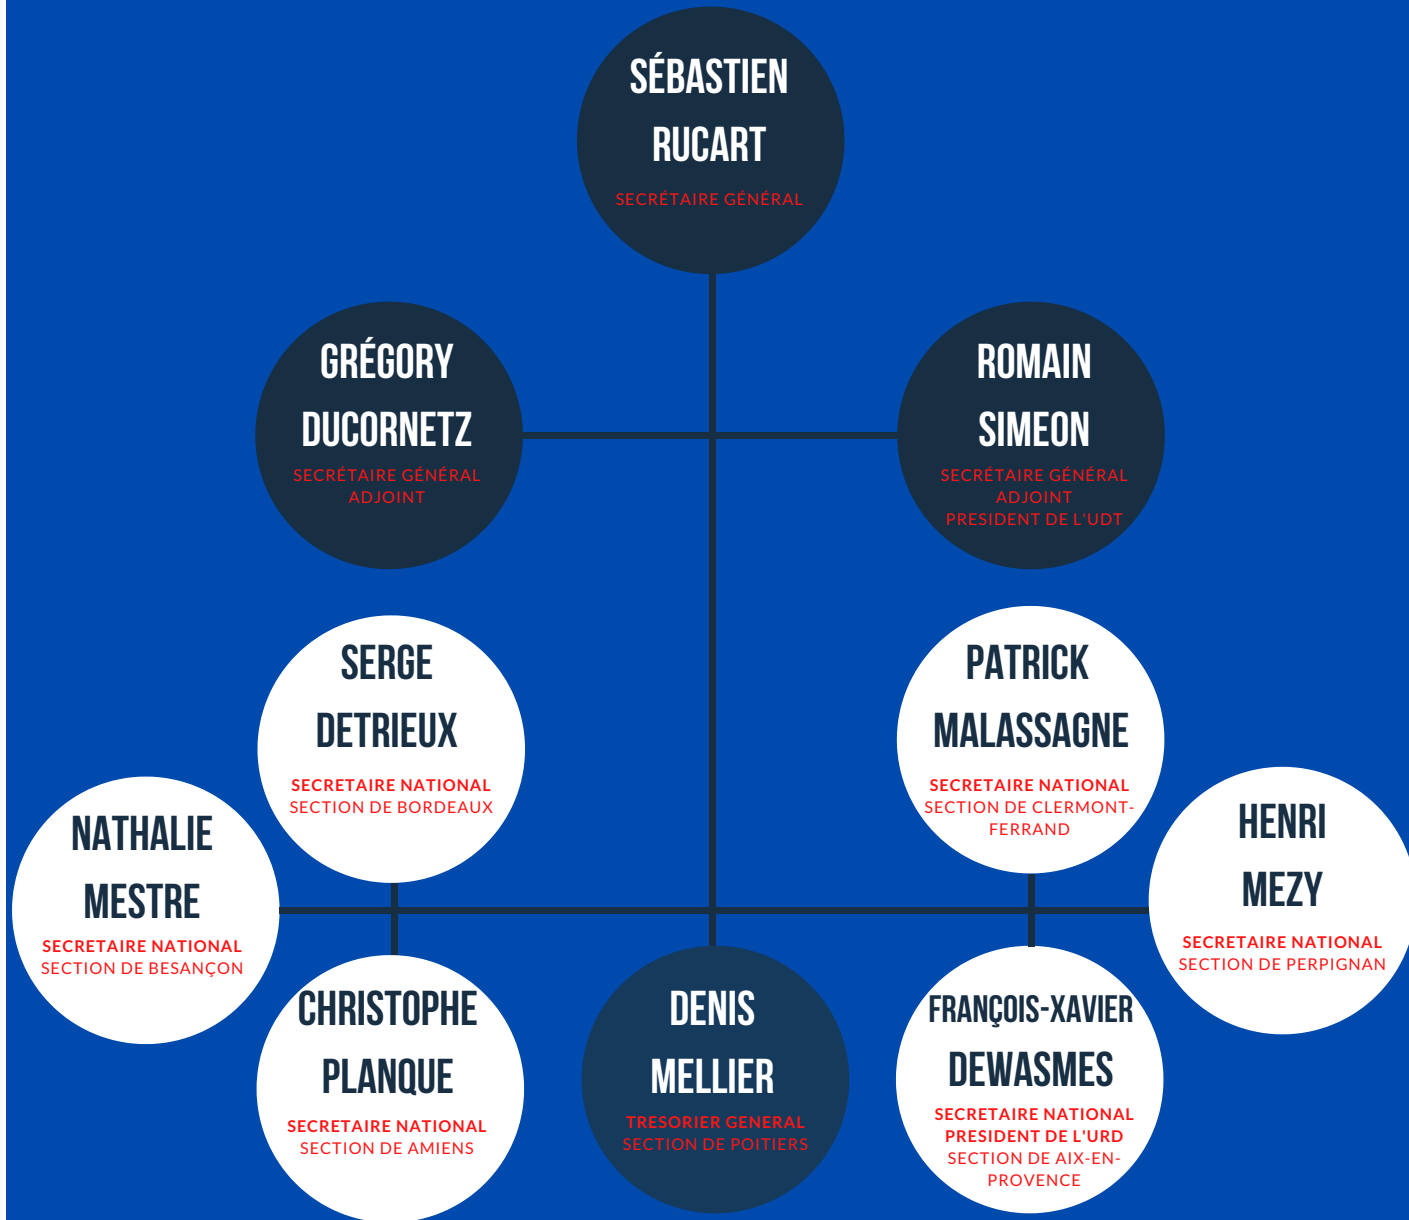 SÉBASTIEN
RUCART
SECRÉTAIRE GÉNÉRAL
GRÉGORY
DUCORNETZ
SECRÉTAIRE GÉNÉRAL
ADJOINT
ROMAIN
SIMEON
SECRÉTAIRE GÉNÉRAL
ADJOINT
PRESIDENT DE L'UDT
SERGE
DETRIEUX
SECRETAIRE NATIONAL
SECTION DE BORDEAUX
PATRICK
MALASSAGNE
SECRETAIRE NATIONAL
SECTION DE CLERMONT-
FERRAND
NATHALIE
MESTRE
SECRETAIRE NATIONAL
SECTION DE BESANÇON
HENRI
MEZY
SECRETAIRE NATIONAL
SECTION DE PERPIGNAN
CHRISTOPHE
PLANQUE
SECRETAIRE NATIONAL
SECTION DE AMIENS
DENIS
MELLIER
TRESORIER GENERAL
SECTION DE POITIERS
FRANÇOIS-XAVIER
DEWASMES
SECRETAIRE NATIONAL
PRESIDENT DE L'URD
SECTION DE AIX-EN-
PROVENCE